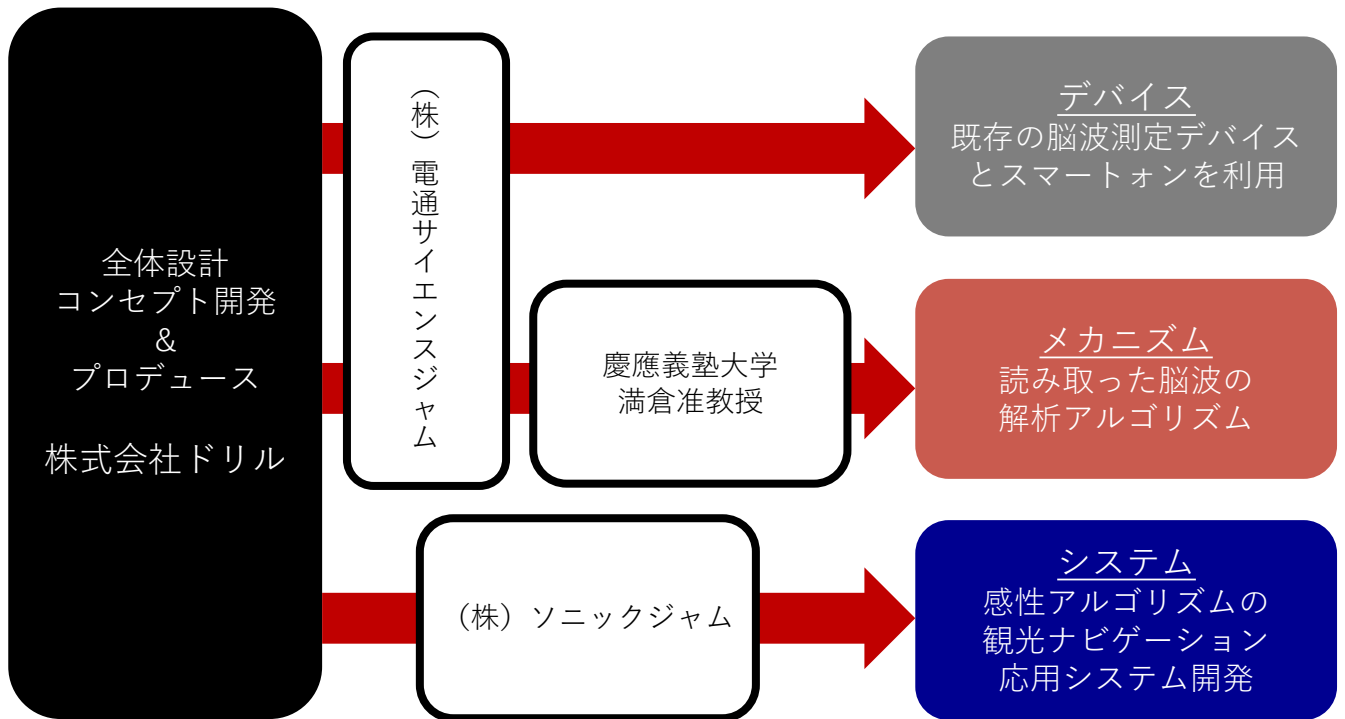 全体設計
コンセプト開発
&
プロデュース
株式会社ドリル
（株）電通サイエンスジャム
デバイス
既存の脳波測定デバイス
とスマートォンを利用
慶應義塾大学
満倉准教授
メカニズム
読み取った脳波の
解析アルゴリズム
（株）ソニックジャム
システム
感性アルゴリズムの
観光ナビゲーション
応用システム開発